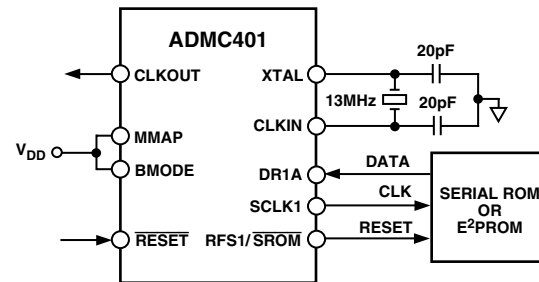 ADMC401
CLKOUT
XTAL
20pF
13MHz
20pF
CLKIN
V_DD
MMAP
BMODE
DR1A
DATA
SCLK1
CLK
SERIAL ROM
OR
E²PROM
RESET
RFS1/SROM
RESET